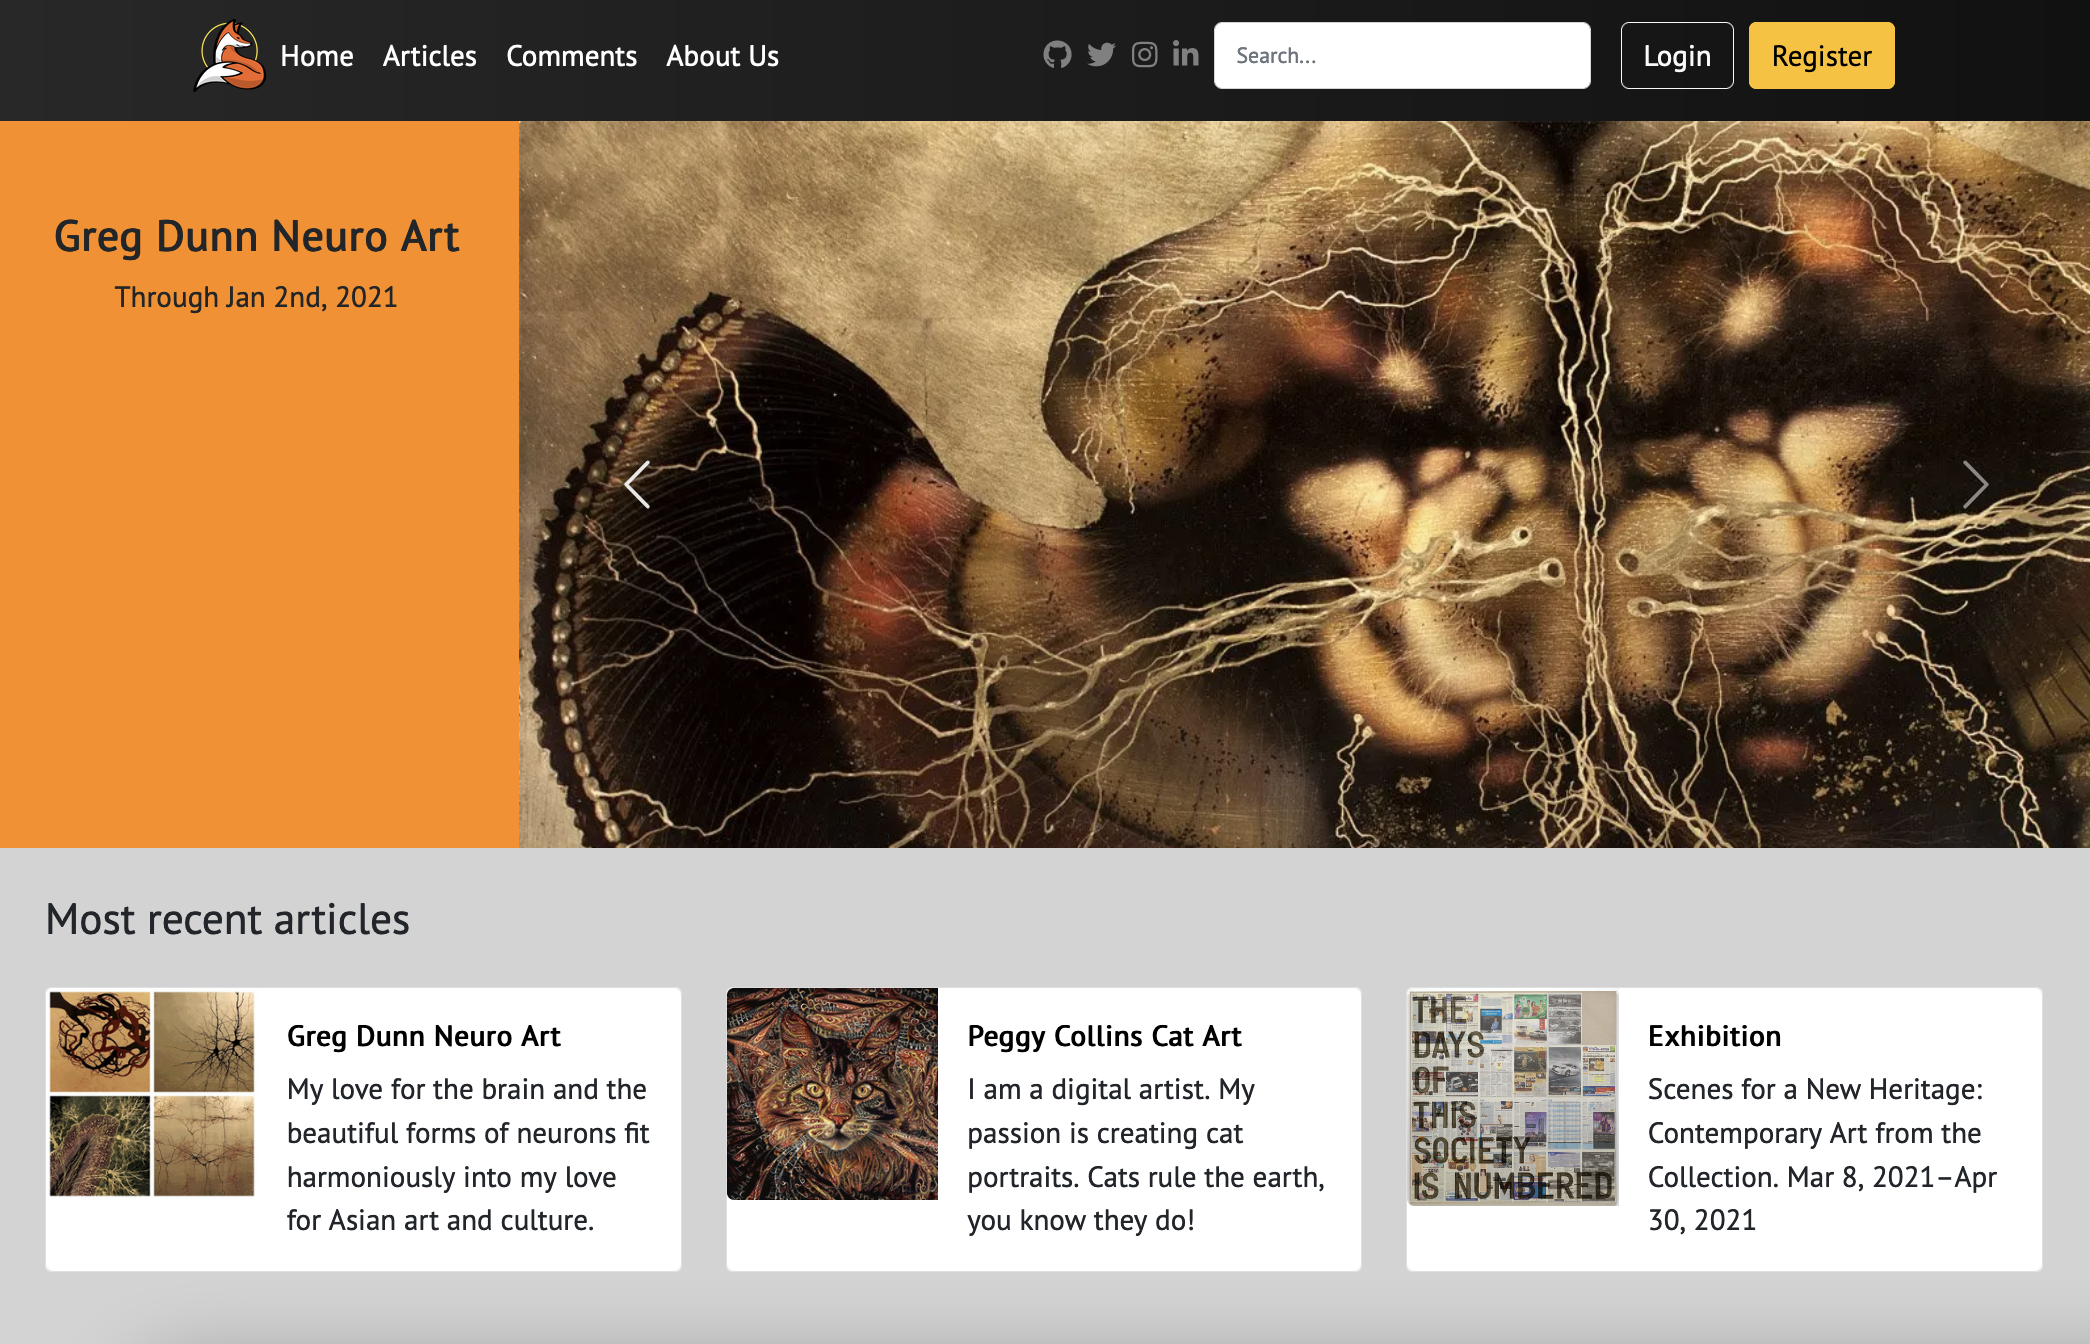 Home Articles Comments About Us Search... Login Register
Greg Dunn Neuro Art
Through Jan 2nd, 2021
Most recent articles
Greg Dunn Neuro Art
My love for the brain and the
beautiful forms of neurons fit
harmoniously into my love
for Asian art and culture.
Peggy Collins Cat Art
I am a digital artist. My
passion is creating cat
portraits. Cats rule the earth,
you know they do!
THE
DAYS
OF
THIS
SOCIETY
IS NUMBERED
Exhibition
Scenes for a New Heritage:
Contemporary Art from the
Collection. Mar 8, 2021–Apr
30, 2021